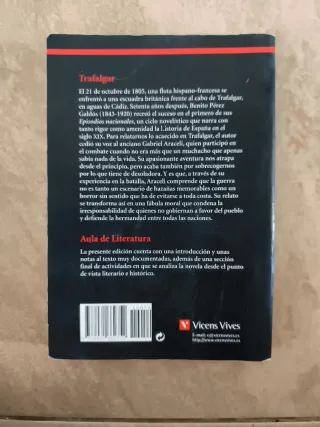 Trafalgar
El 21 de octubre de 1805, una flota hispano-francesa se
enfrentó a una escuadra británica frente al cabo de Trafalgar,
en aguas de Cádiz. Setenta años después, Benito Pérez
Galdós (1843-1920) recreó el suceso en el primero de sus
Episodios nacionales, un ciclo novelístico que narra con
tanto rigor como amenidad la Historia de España en el
siglo XIX. Para relatarnos lo acaecido en Trafalgar, el autor
cedió su voz al anciano Gabriel Araceli, quien participó en
el combate cuando no era más que un muchacho que apenas
sabía nada de la vida. Su apasionante aventura nos atrapa
desde el principio, pero acaba también por sobrecogernos
por lo que tiene de desoladora. Y es que, a través de su
experiencia en la batalla, Araceli comprende que la guerra
no es tanto un escenario de hazañas memorables como un
horror sin sentido que ha de evitarse a toda costa. Su relato
se transforma así en una fábula moral que condena la
irresponsabilidad de quienes no gobiernan a favor del pueblo
y defiende la hermandad entre todas las naciones.
Aula de Literatura
La presente edición cuenta con una introducción y unas
notas al texto muy documentadas, además de una sección
final de actividades en que se analiza la novela desde el punto
de vista literario e histórico.
Vicens Vives
http://www.vicensvives.es